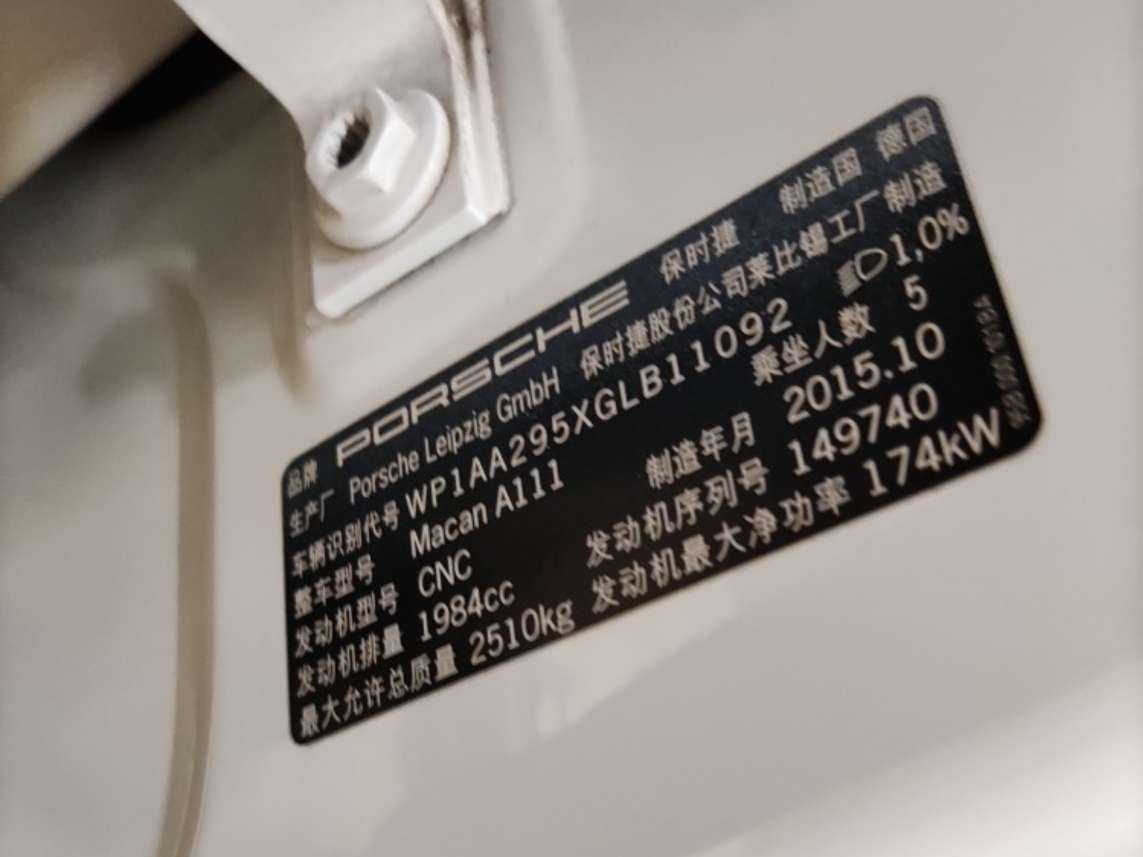 品牌 PORSCHE 保时捷 制造国 德国
生产厂 Porsche Leipzig GmbH 保时捷股份公司莱比锡工厂制造
车辆识别代号 WP1AA295XGLB11092 1,0%
整车型号 Macan A111 乘坐人数 5
发动机型号 CNC 制造年月 2015.10
发动机排量 1984cc 发动机序列号 149740
最大允许总质量 2510kg 发动机最大净功率 174kW